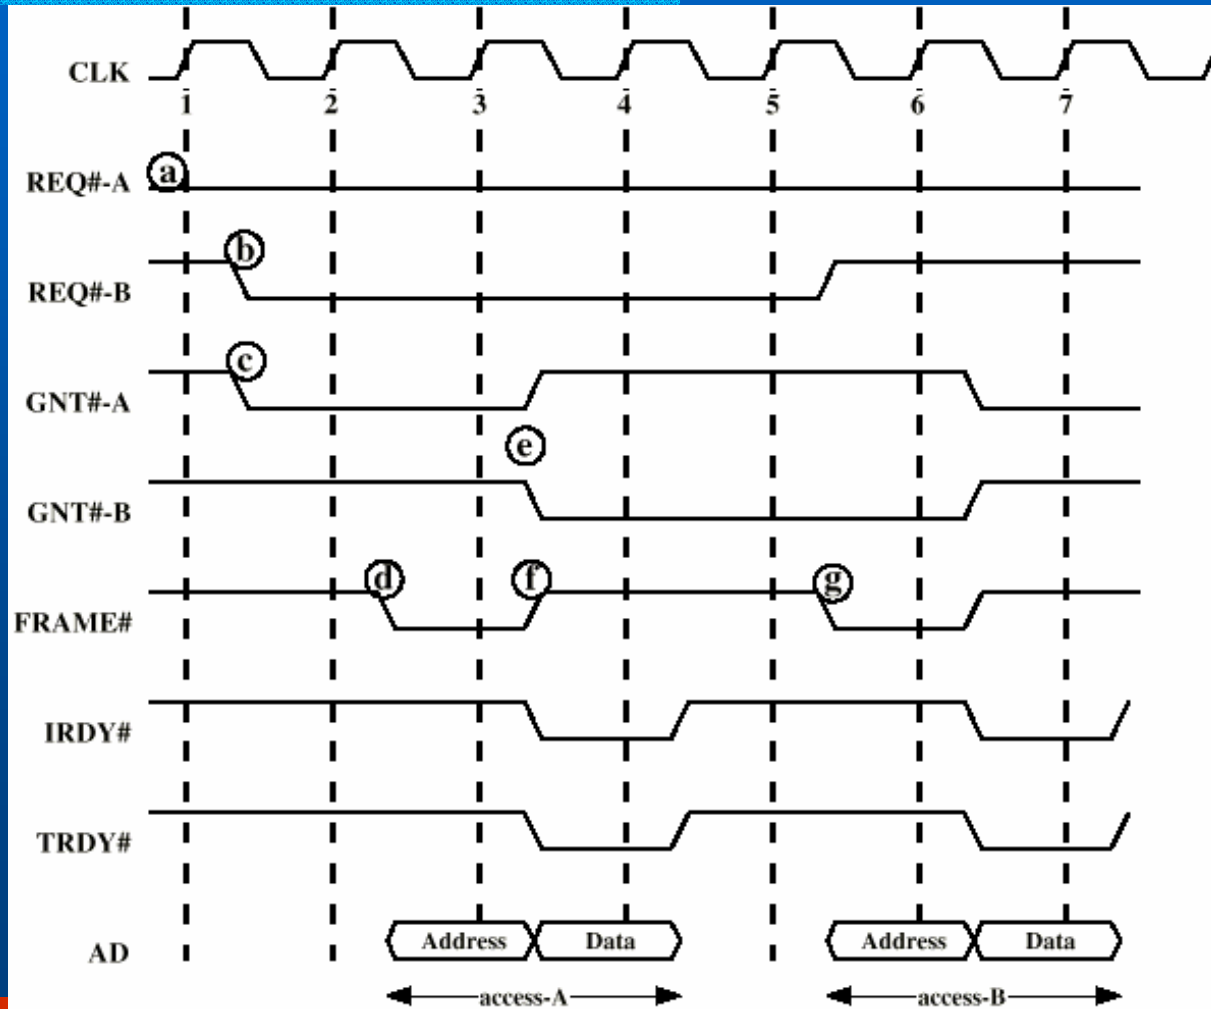 CLK
1 2 3 4 5 6 7
a
REQ#-A
b
REQ#-B
c
GNT#-A
e
GNT#-B
d f g
FRAME#
IRDY#
TRDY#
Address Data Address Data
AD
access-A access-B